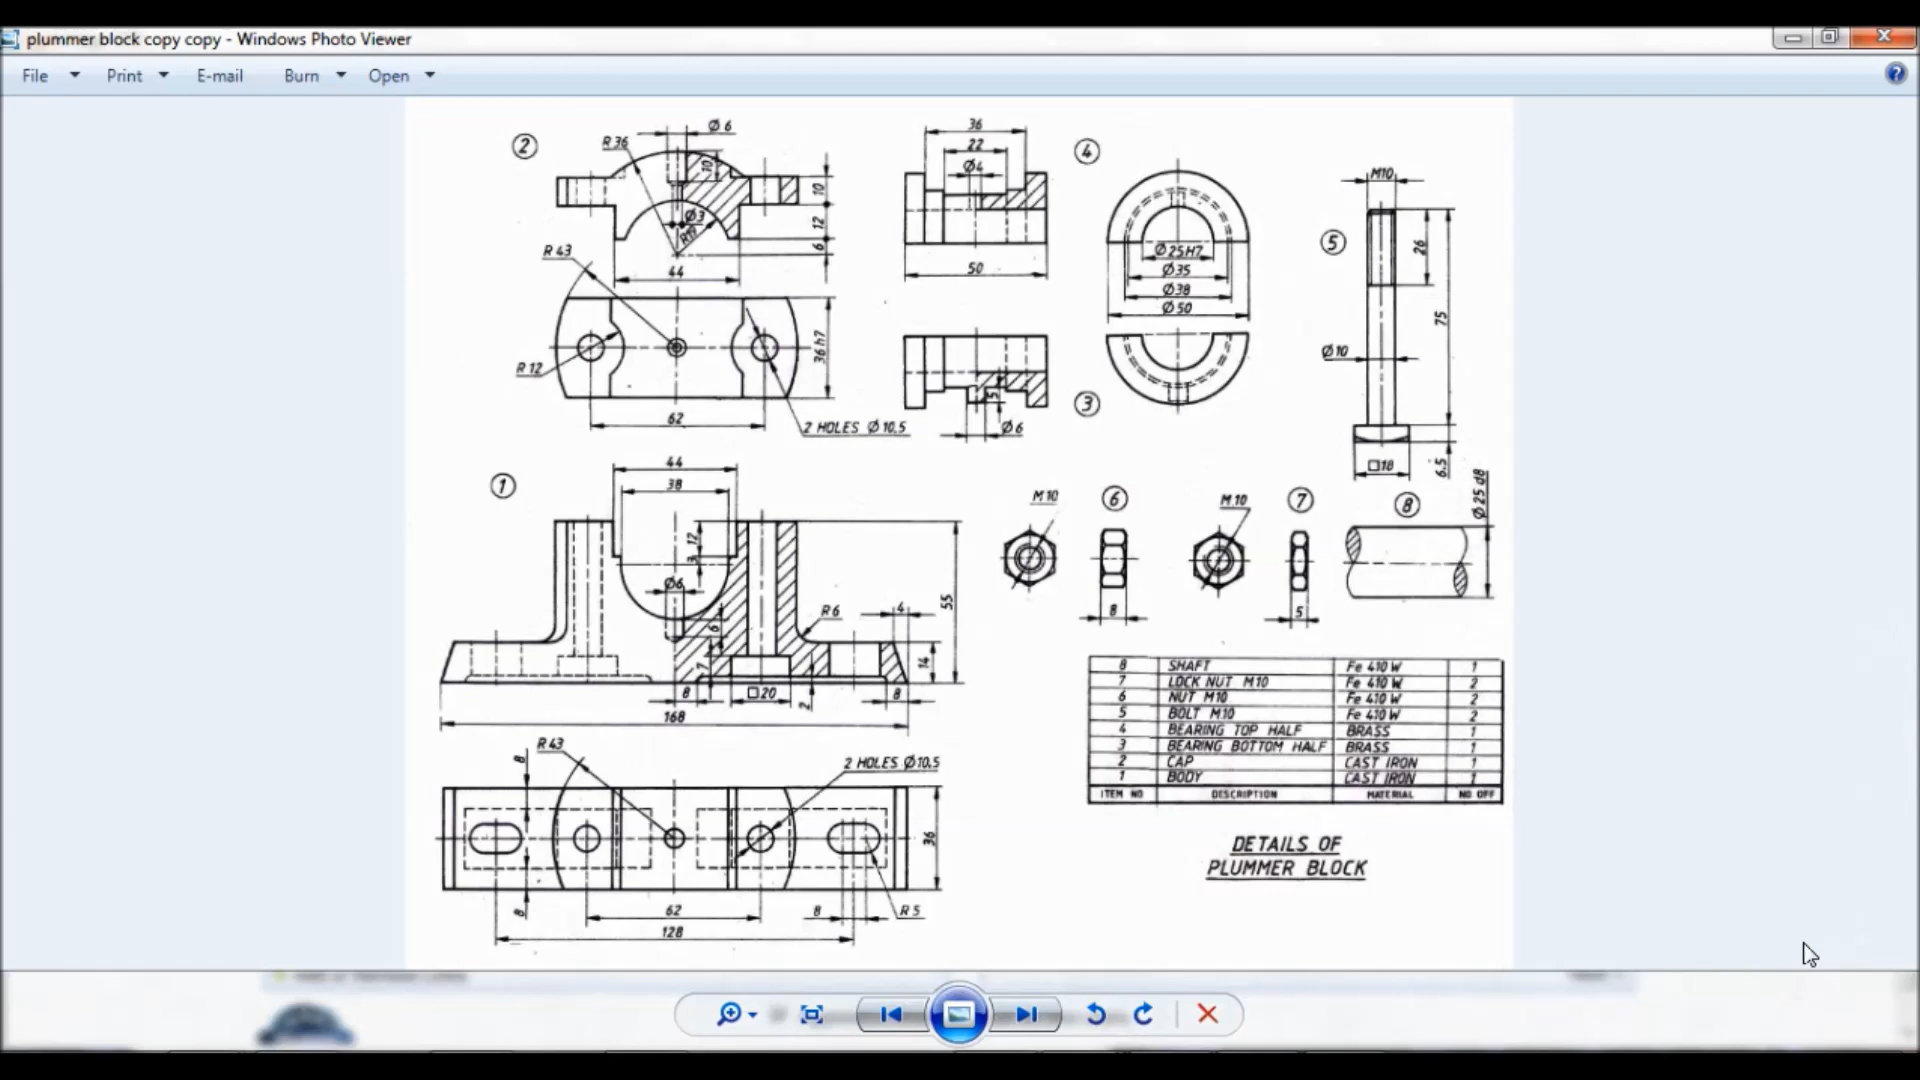 plummer block copy copy - Windows Photo Viewer
File Print E-mail Burn Open
2
R 36
Ø 6
10
10
12
6
Ø3
R19
44
R 43
R 12
36 h7
62
2 HOLES Ø 10.5
36
22
Ø4
50
4
Ø 25H7
Ø 35
Ø 38
Ø 50
3
5
Ø6
5
M10
26
75
Ø 10
□18
6.5
1
44
38
12
3
Ø6
6
7
R 6
4
55
14
8
□20
2
8
168
M 10
6
8
M 10
7
5
8
Ø 25 d8
8 SHAFT Fe 410 W 1
7 LOCK NUT M10 Fe 410 W 2
6 NUT M10 Fe 410 W 2
5 BOLT M10 Fe 410 W 2
4 BEARING TOP HALF BRASS 1
3 BEARING BOTTOM HALF BRASS 1
2 CAP CAST IRON 1
1 BODY CAST IRON 1
ITEM NO DESCRIPTION MATERIAL NO OFF
R 43
8
2 HOLES Ø 10.5
36
8
62
8
R 5
128
DETAILS OF
PLUMMER BLOCK